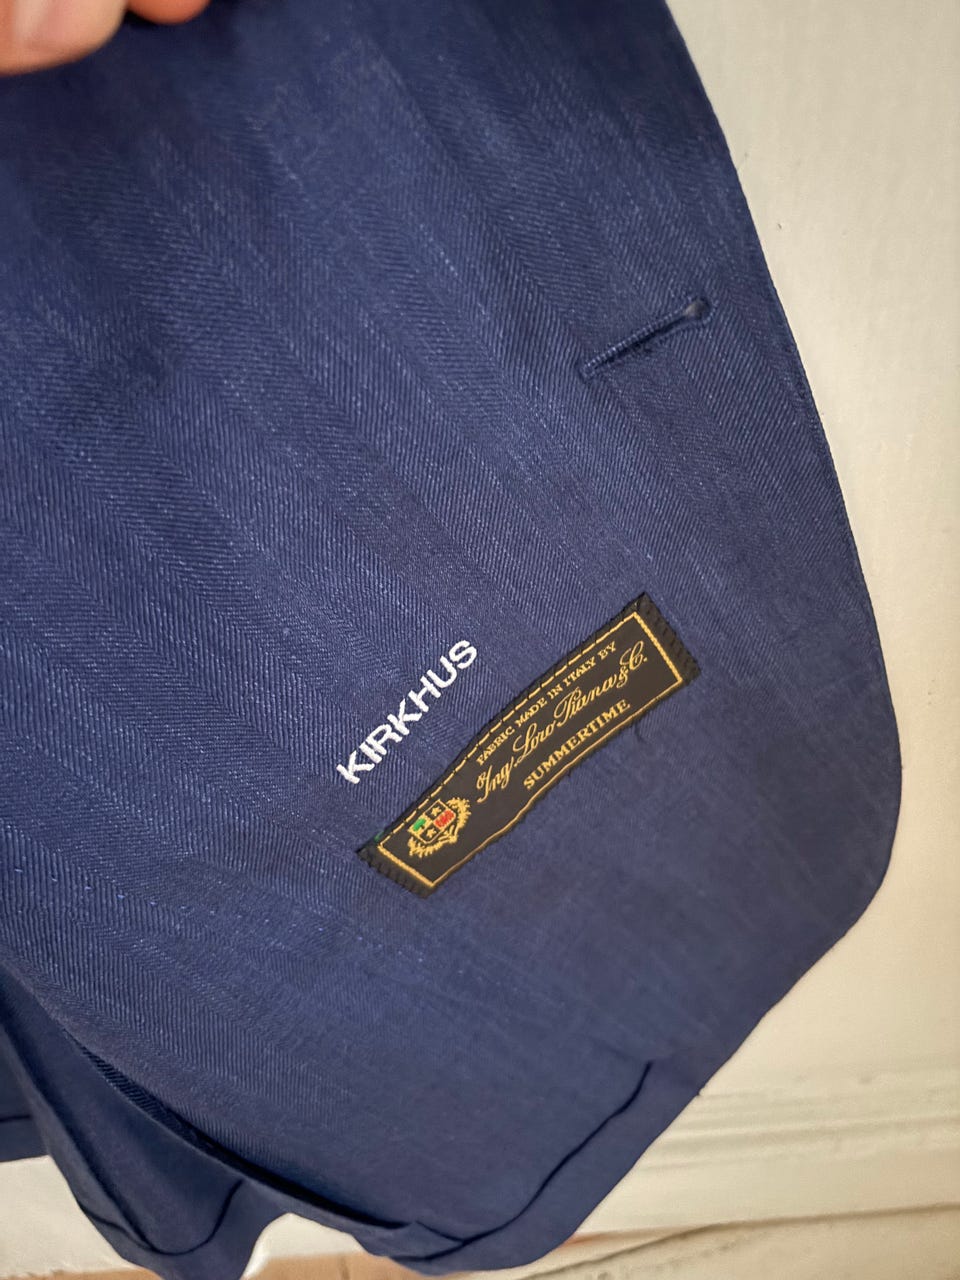 KIRKHUS
FABRIC MADE IN ITALY BY
Ing. Loro Piana & C.
SUMMERTIME